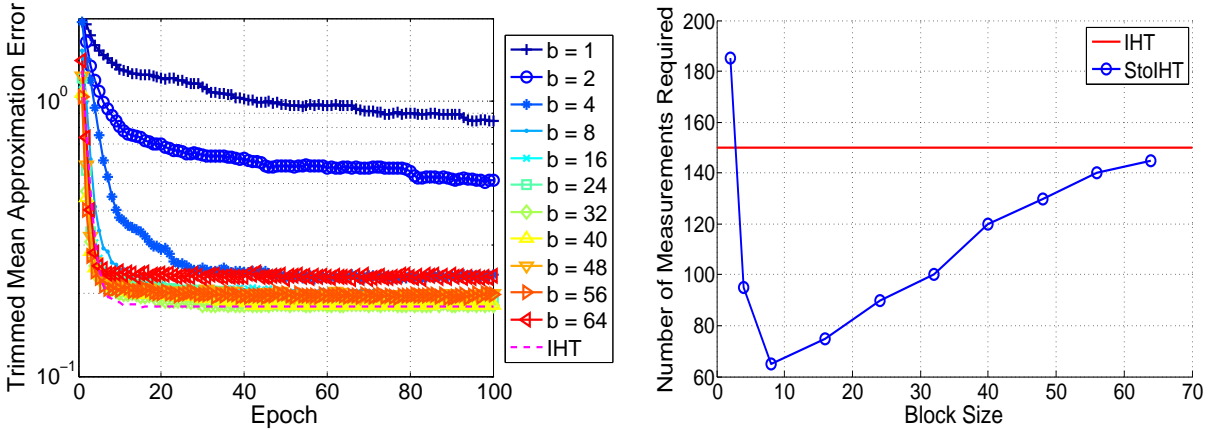 Trimmed Mean Approximation Error
10^0
10^-1
0 20 40 60 80 100
Epoch
b = 1
b = 2
b = 4
b = 8
b = 16
b = 24
b = 32
b = 40
b = 48
b = 56
b = 64
IHT
Number of Measurements Required
200
180
160
140
120
100
80
60
0 10 20 30 40 50 60 70
Block Size
IHT
StoIHT